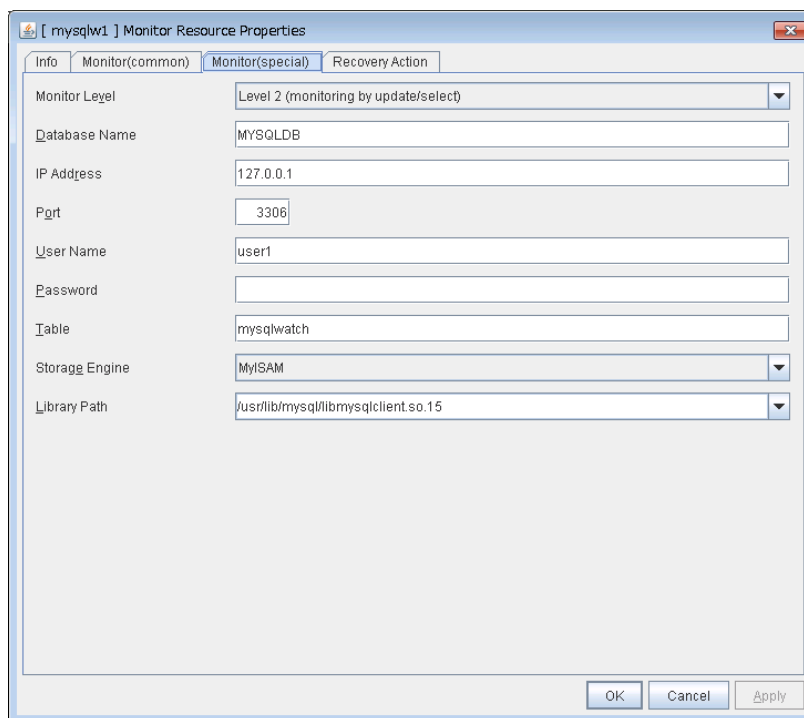 [ mysqlw1 ] Monitor Resource Properties
Info Monitor(common) Monitor(special) Recovery Action
Monitor Level Level 2 (monitoring by update/select)
Database Name MYSQLDB
IP Address 127.0.0.1
Port 3306
User Name user1
Password
Table mysqlwatch
Storage Engine MyISAM
Library Path /usr/lib/mysql/libmysqlclient.so.15
OK Cancel Apply